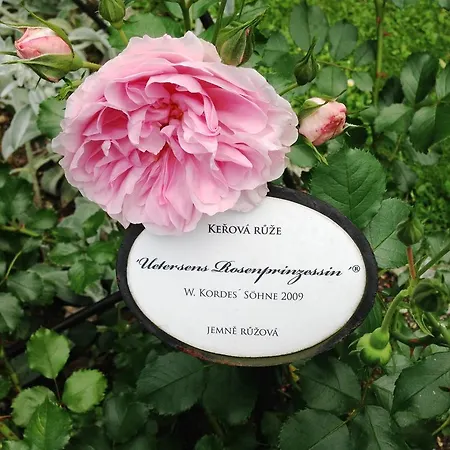 Keřová růže
'Uetersens Rosenprinzessin'®
W. Kordes´ Söhne 2009
jemně růžová